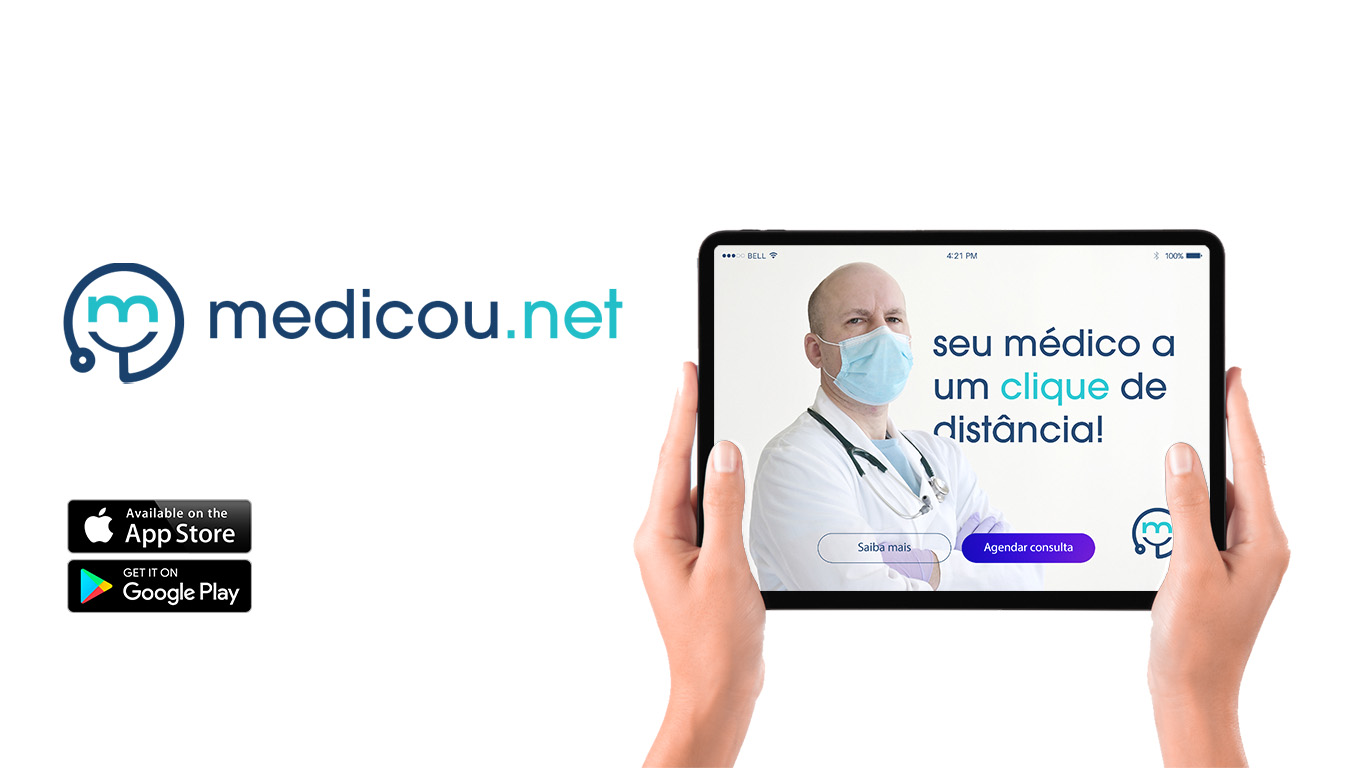 m
medicou.net
BELL
4:21 PM
100%
seu médico a
um clique de
distância!
Saiba mais
Agendar consulta
m
Available on the
App Store
GET IT ON
Google Play